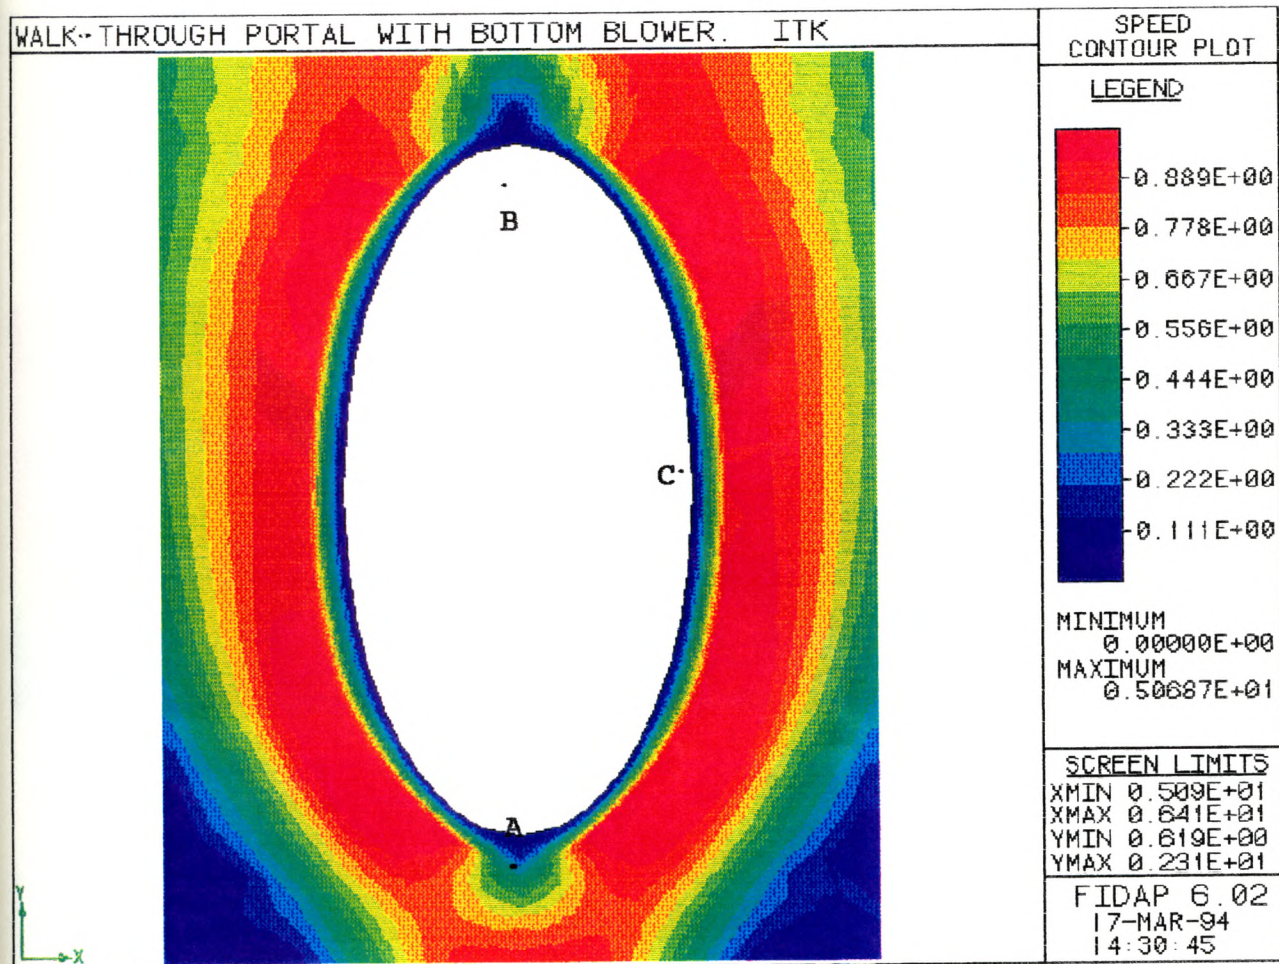 WALK-THROUGH PORTAL WITH BOTTOM BLOWER. ITK
SPEED
CONTOUR PLOT
LEGEND
0.889E+00
0.778E+00
0.667E+00
0.556E+00
0.444E+00
0.333E+00
0.222E+00
0.111E+00
MINIMUM
0.00000E+00
MAXIMUM
0.50687E+01
SCREEN LIMITS
XMIN 0.509E+01
XMAX 0.641E+01
YMIN 0.619E+00
YMAX 0.231E+01
FIDAP 6.02
17-MAR-94
14:30:45
B
C
A
Y
X